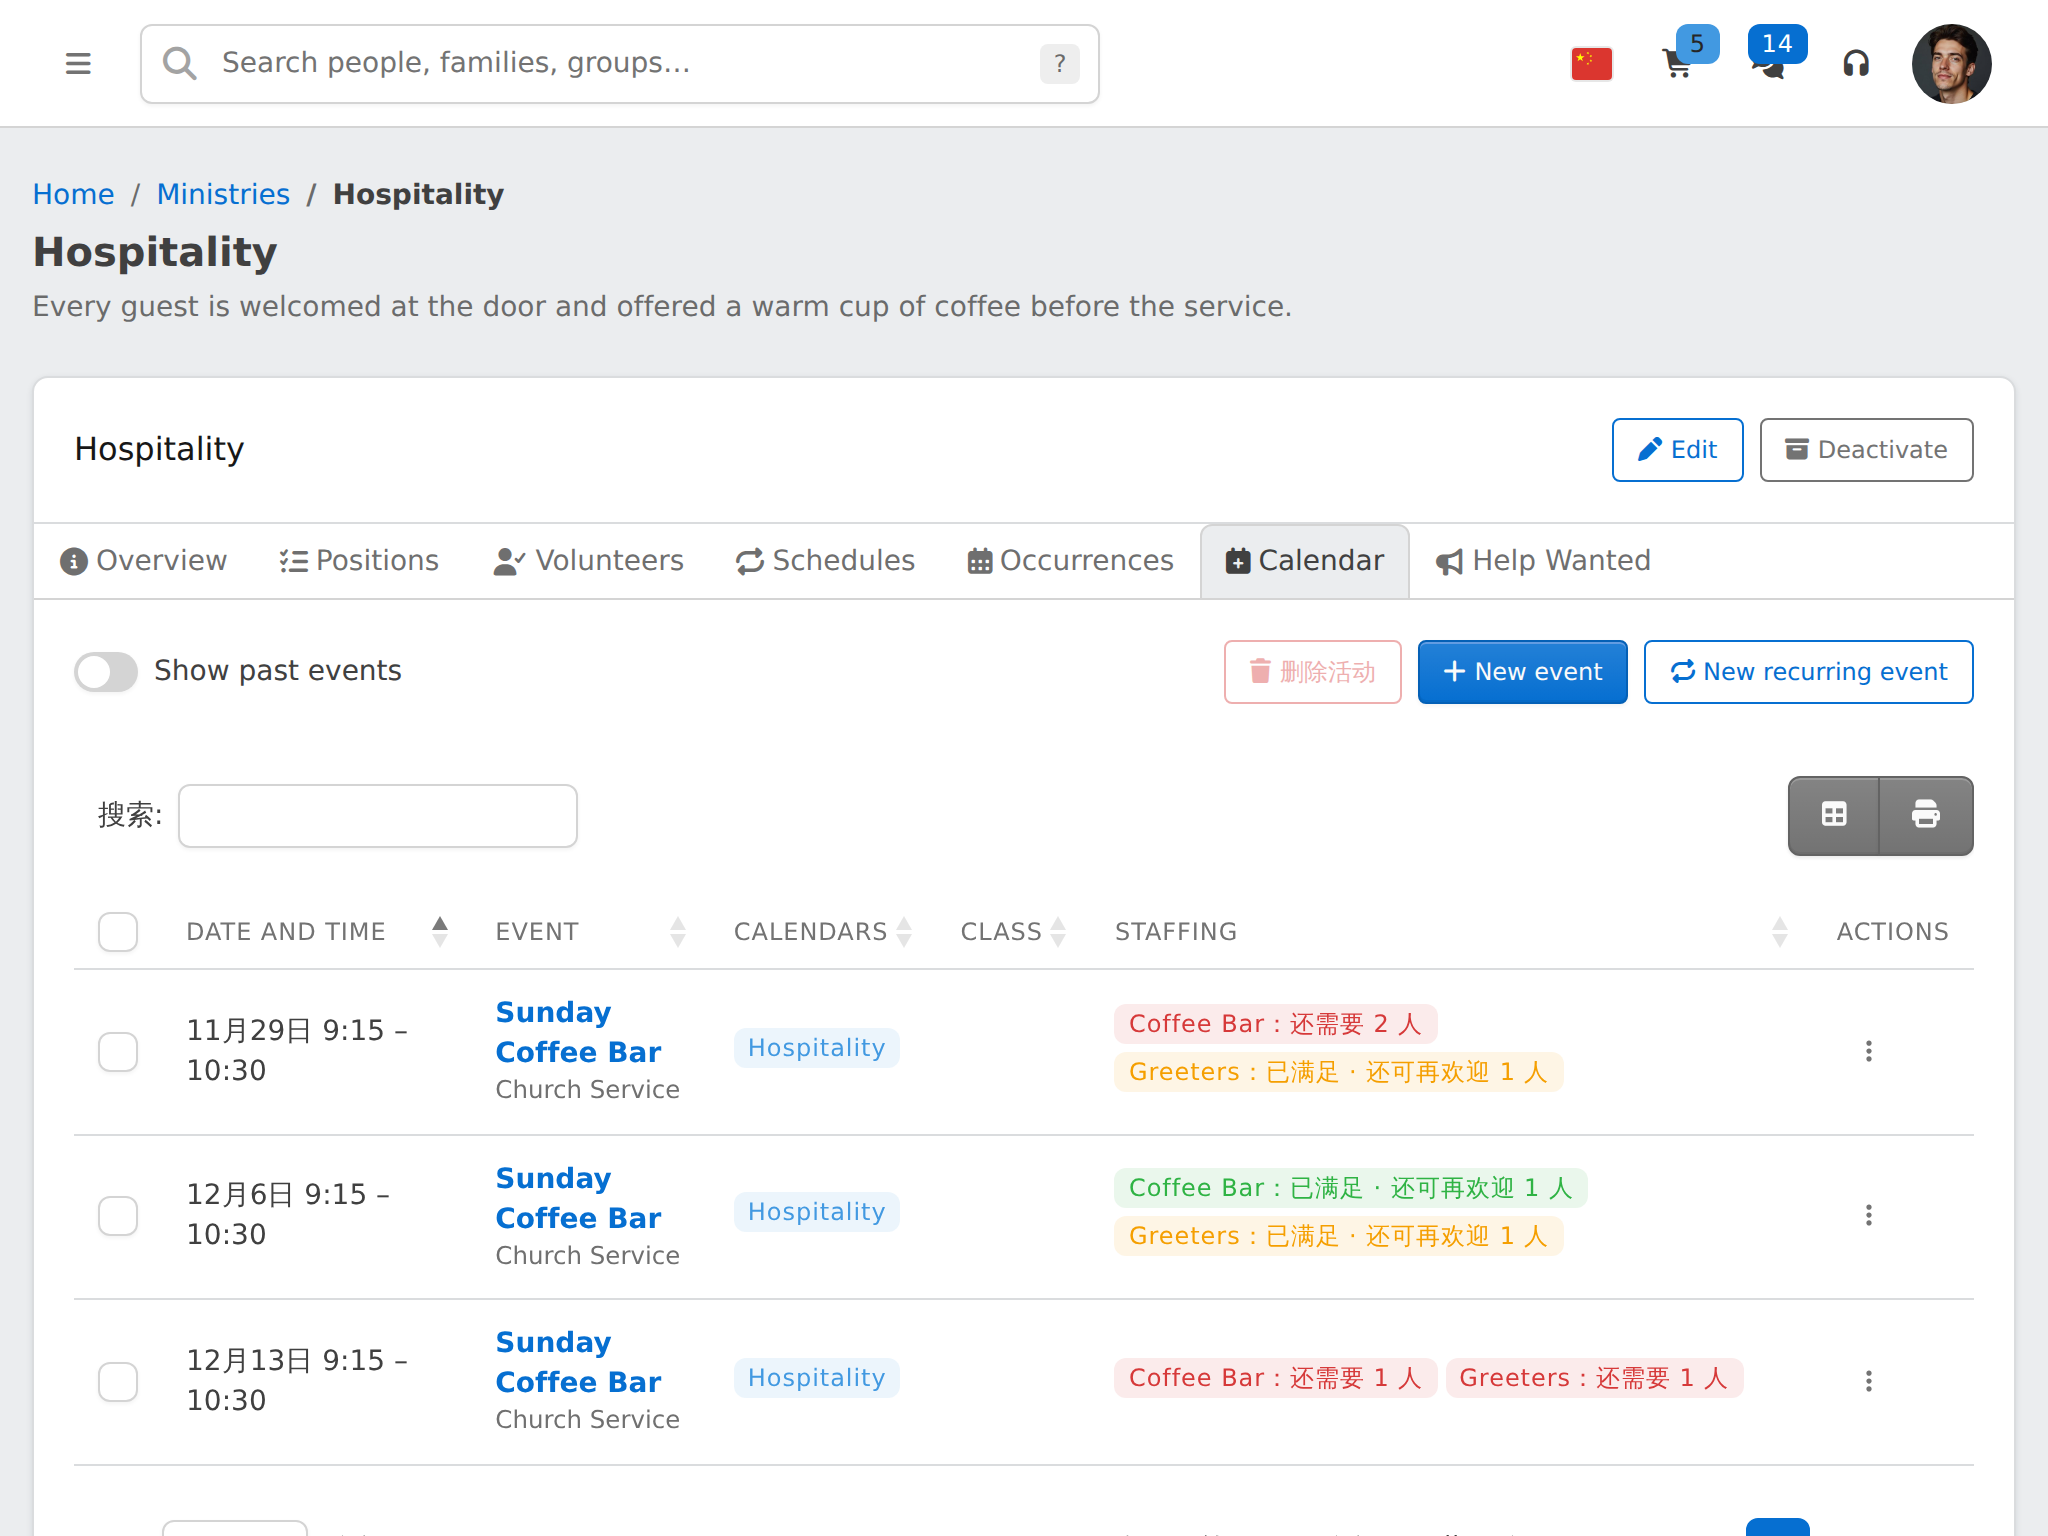 Search people, families, groups...
?
5
14
Home / Ministries / Hospitality
Hospitality
Every guest is welcomed at the door and offered a warm cup of coffee before the service.
Hospitality
Edit
Deactivate
Overview
Positions
Volunteers
Schedules
Occurrences
Calendar
Help Wanted
Show past events
删除活动
New event
New recurring event
搜索:
DATE AND TIME
EVENT
CALENDARS
CLASS
STAFFING
ACTIONS
11月29日 9:15 –
10:30
Sunday
Coffee Bar
Church Service
Hospitality
Coffee Bar：还需要 2 人
Greeters：已满足 · 还可再欢迎 1 人
12月6日 9:15 –
10:30
Sunday
Coffee Bar
Church Service
Hospitality
Coffee Bar：已满足 · 还可再欢迎 1 人
Greeters：已满足 · 还可再欢迎 1 人
12月13日 9:15 –
10:30
Sunday
Coffee Bar
Church Service
Hospitality
Coffee Bar：还需要 1 人
Greeters：还需要 1 人